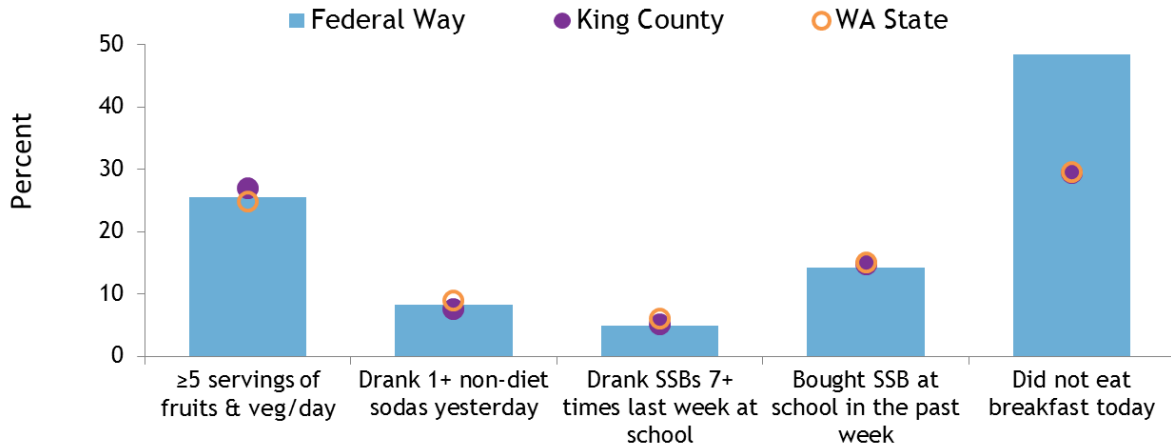 Federal Way King County WA State
Percent
50
40
30
20
10
0
≥5 servings of
fruits & veg/day
Drank 1+ non-diet
sodas yesterday
Drank SSBs 7+
times last week at
school
Bought SSB at
school in the past
week
Did not eat
breakfast today